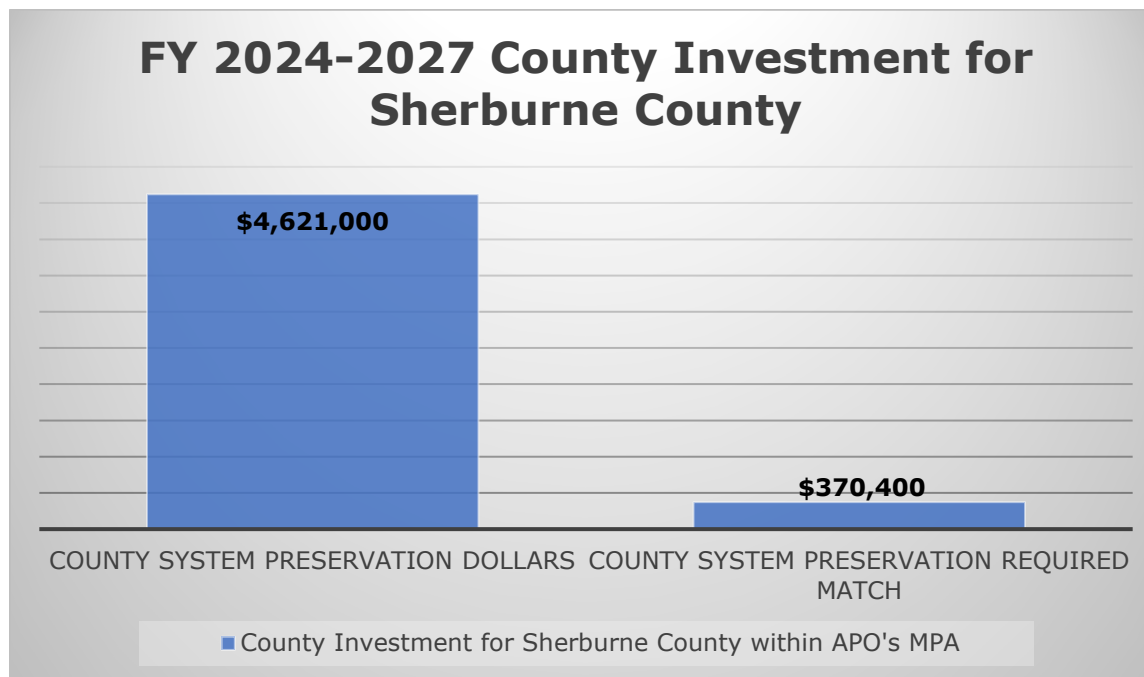 FY 2024-2027 County Investment for
Sherburne County
$4,621,000
$370,400
COUNTY SYSTEM PRESERVATION DOLLARS
COUNTY SYSTEM PRESERVATION REQUIRED
MATCH
County Investment for Sherburne County within APO's MPA